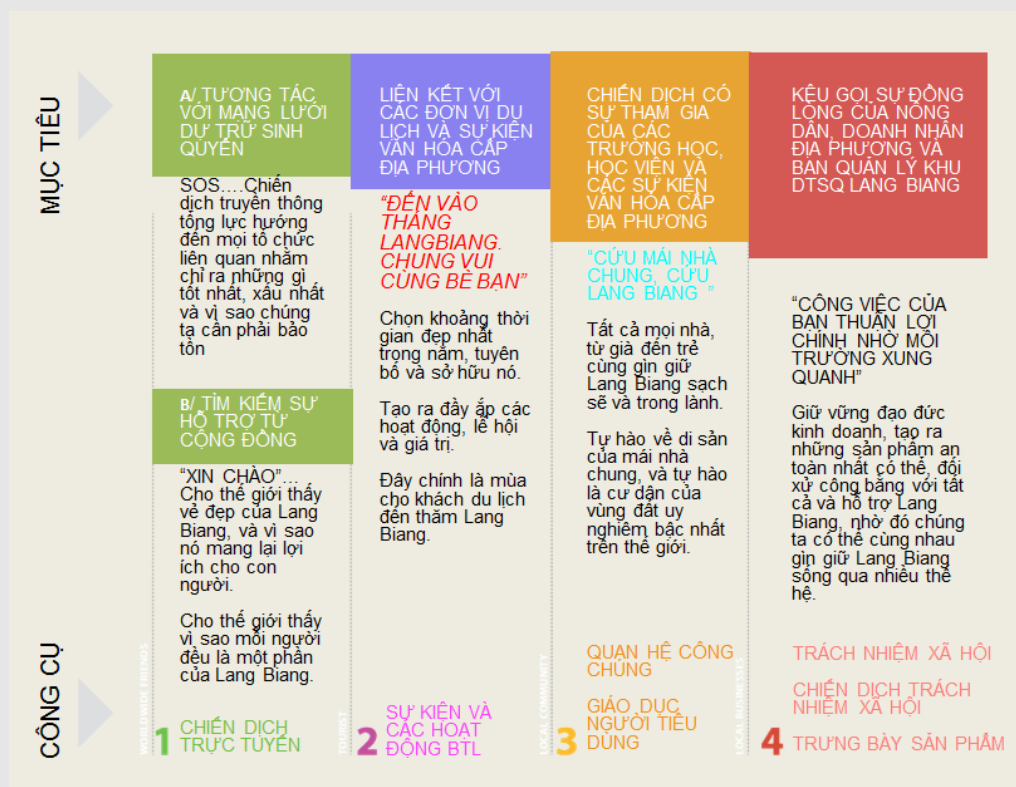 MỤC TIÊU
A/ TƯƠNG TÁC
VỚI MẠNG LƯỚI
DỰ TRỮ SINH
QUYỂN
SOS....Chiến
dịch truyền thông
tổng lực hướng
đến mọi tổ chức
liên quan nhằm
chỉ ra những gì
tốt nhất, xấu nhất
và vì sao chúng
ta cần phải bảo
tồn
B/ TÌM KIẾM SỰ
HỖ TRỢ TỪ
CỘNG ĐỒNG
“XIN CHÀO”...
Cho thế giới thấy
vẻ đẹp của Lang
Biang, và vì sao
nó mang lại lợi
ích cho con
người.
Cho thế giới thấy
vì sao mỗi người
đều là một phần
của Lang Biang.
LIÊN KẾT VỚI
CÁC ĐƠN VỊ DU
LỊCH VÀ SỰ KIỆN
VĂN HÓA CẤP
ĐỊA PHƯƠNG
“ĐẾN VÀO
THÁNG
LANGBIANG.
CHUNG VUI
CÙNG BÈ BẠN”
Chọn khoảng thời
gian đẹp nhất
trong năm, tuyên
bố và sở hữu nó.
Tạo ra đầy ắp các
hoạt động, lễ hội
và giá trị.
Đây chính là mùa
cho khách du lịch
đến thăm Lang
Biang.
CHIẾN DỊCH CÓ
SỰ THAM GIA
CỦA CÁC
TRƯỜNG HỌC,
HỌC VIỆN VÀ
CÁC SỰ KIỆN
VĂN HÓA CẤP
ĐỊA PHƯƠNG
“CỨU MÁI NHÀ
CHUNG, CỨU
LANG BIANG ”
Tất cả mọi nhà,
từ già đến trẻ
cùng gìn giữ
Lang Biang sạch
sẽ và trong lành.
Tự hào về di sản
của mái nhà
chung, và tự hào
là cư dân của
vùng đất uy
nghiêm bậc nhất
trên thế giới.
KÊU GỌI SỰ ĐỒNG
LÒNG CỦA NÔNG
DÂN, DOANH NHÂN
ĐỊA PHƯƠNG VÀ
BAN QUẢN LÝ KHU
DTSQ LANG BIANG
“CÔNG VIỆC CỦA
BẠN THUẬN LỢI
CHÍNH NHỜ MÔI
TRƯỜNG XUNG
QUANH”
Giữ vững đạo đức
kinh doanh, tạo ra
những sản phẩm an
toàn nhất có thể, đối
xử công bằng với tất
cả và hỗ trợ Lang
Biang, nhờ đó chúng
ta có thể cùng nhau
gìn giữ Lang Biang
sống qua nhiều thế
hệ.
CÔNG CỤ
WORLDWIDE FRIENDS
1
CHIẾN DỊCH
TRỰC TUYẾN
TOURIST
2
SỰ KIỆN VÀ
CÁC HOẠT
ĐỘNG BTL
LOCAL COMMUNITY
3
QUAN HỆ CÔNG
CHÚNG
GIÁO DỤC
NGƯỜI TIÊU
DÙNG
LOCAL BUSINESSES
4
TRÁCH NHIỆM XÃ HỘI
CHIẾN DỊCH TRÁCH
NHIỆM XÃ HỘI
TRƯNG BÀY SẢN PHẨM